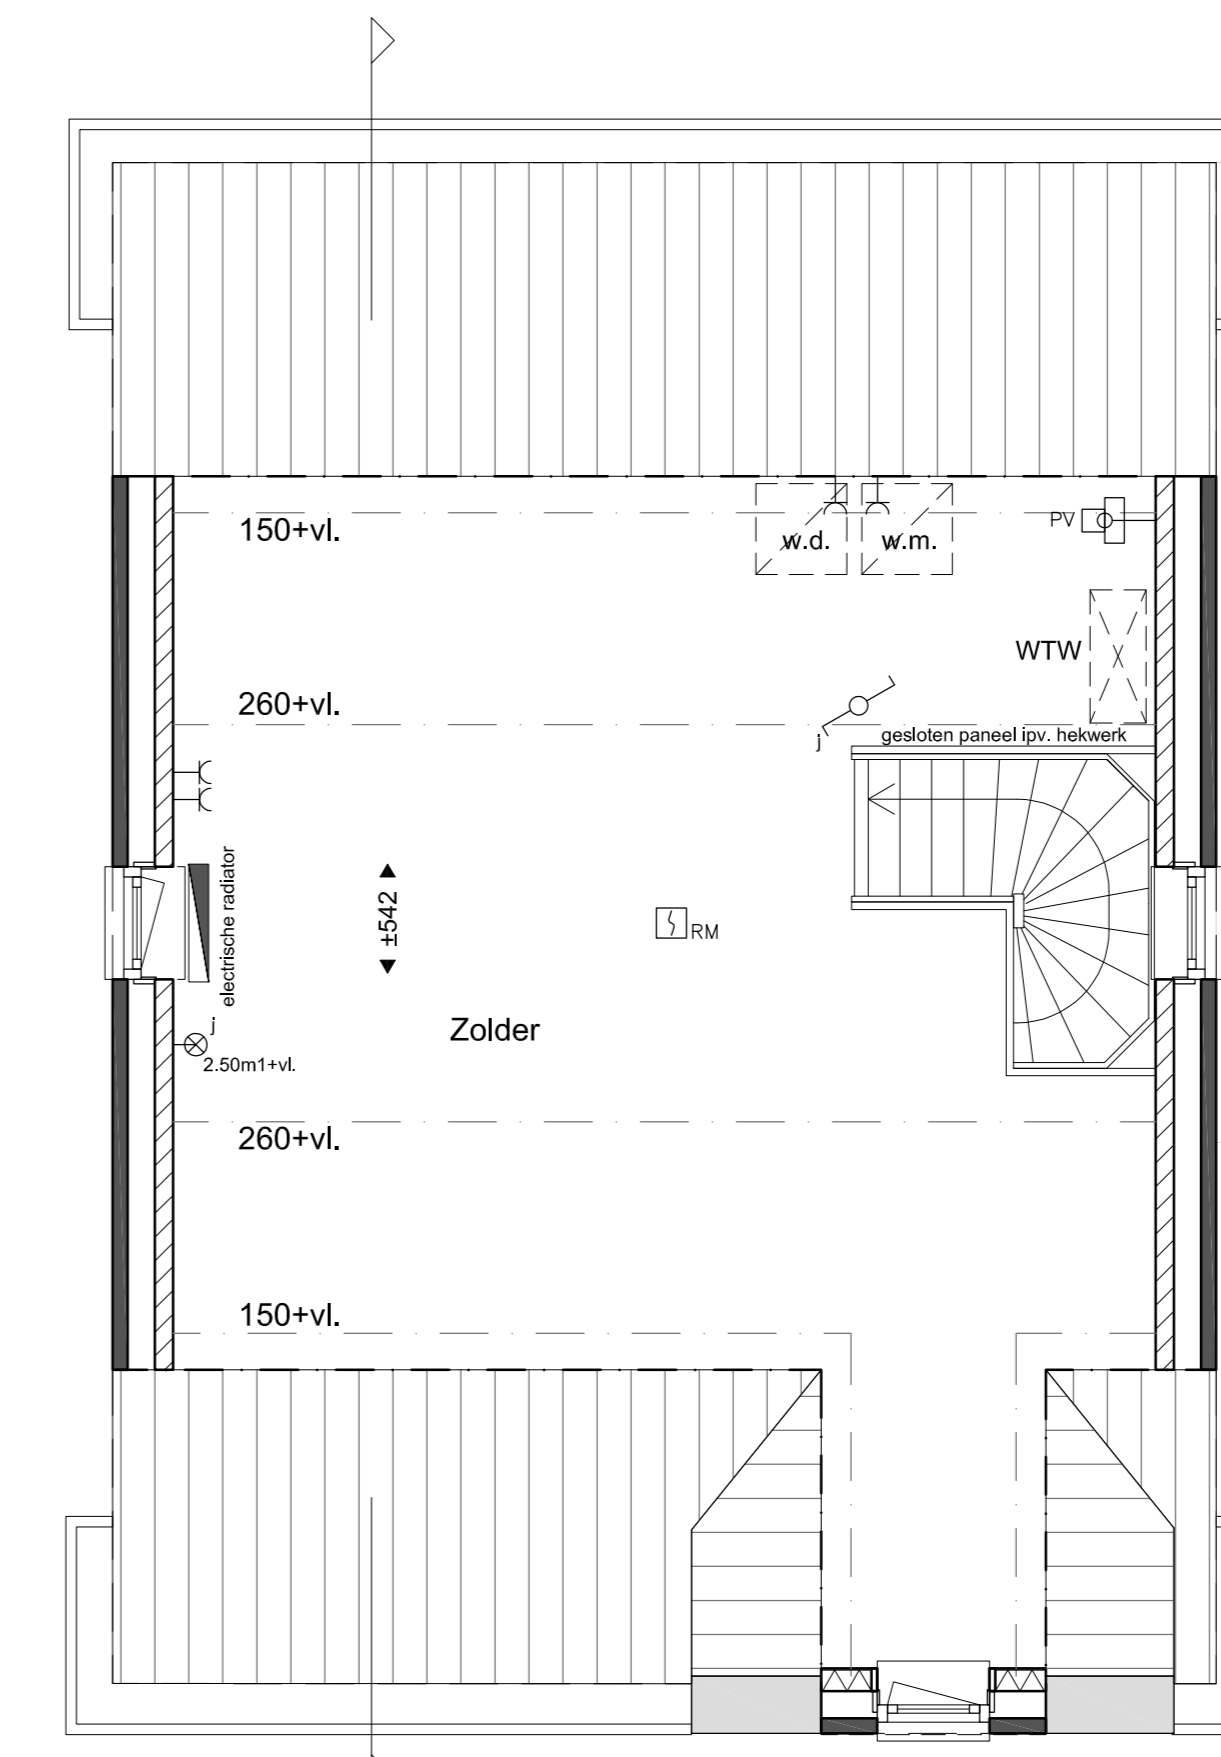 150+vl.
w.d.
w.m.
PV
WTW
260+vl.
j
gesloten paneel ipv. hekwerk
electrische radiator
±542
RM
j
Zolder
2.50m1+vl.
260+vl.
150+vl.